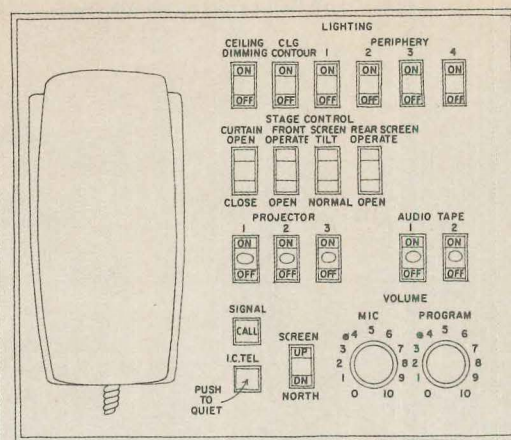 LIGHTING
CEILING DIMMING
CLG CONTOUR
PERIPHERY
1 2 3 4
ON ON ON ON ON ON
OFF OFF OFF OFF OFF OFF
STAGE CONTROL
CURTAIN FRONT SCREEN REAR SCREEN
OPEN OPERATE TILT OPERATE
CLOSE OPEN NORMAL OPEN
PROJECTOR
1 2 3
ON ON ON
OFF OFF OFF
AUDIO TAPE
1 2
ON ON
OFF OFF
SIGNAL
CALL
I.C.TEL
PUSH
TO
QUIET
SCREEN
UP
DN
NORTH
VOLUME
MIC
0 1 2 3 4 5 6 7 8 9 10
PROGRAM
0 1 2 3 4 5 6 7 8 9 10